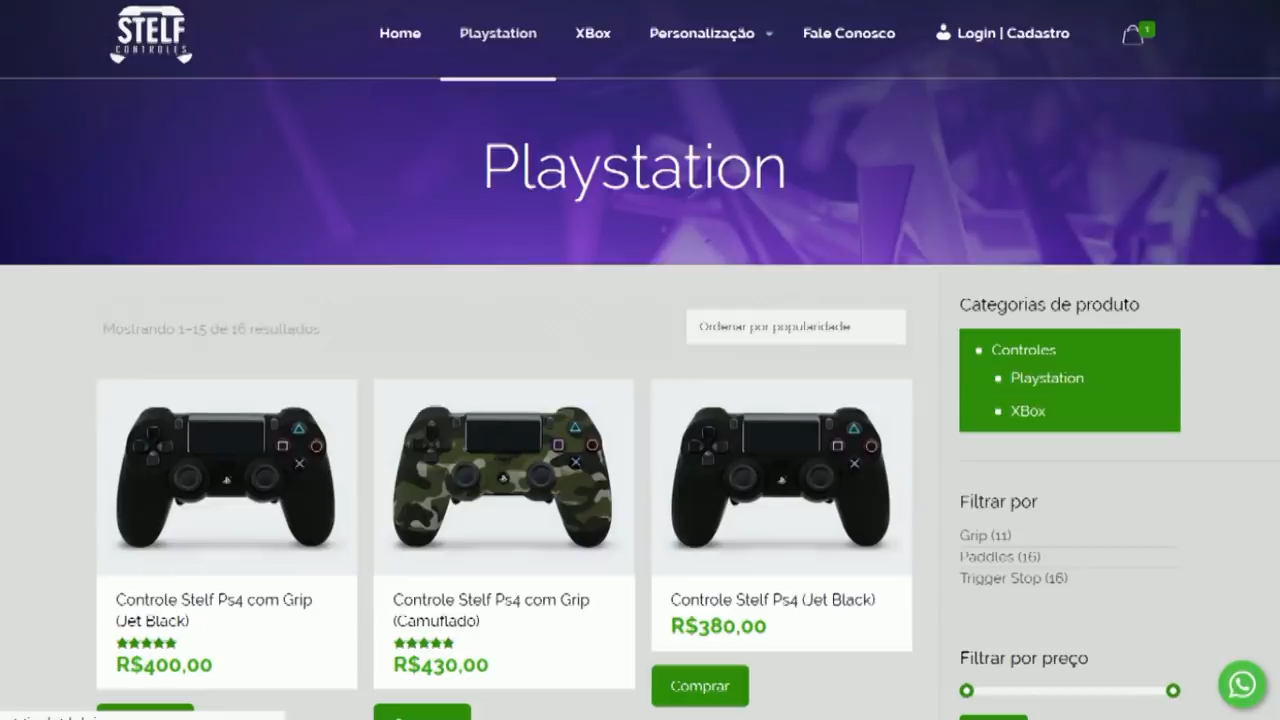 STELF
CONTROLES
Home
Playstation
XBox
Personalização
Fale Conosco
Login | Cadastro
1
Playstation
Mostrando 1–15 de 16 resultados
Ordenar por popularidade
Categorias de produto
Controles
Playstation
XBox
Filtrar por
Grip (11)
Paddles (16)
Trigger Stop (16)
Filtrar por preço
Controle Stelf Ps4 com Grip
(Jet Black)
R$400,00
Controle Stelf Ps4 com Grip
(Camuflado)
R$430,00
Controle Stelf Ps4 (Jet Black)
R$380,00
Comprar